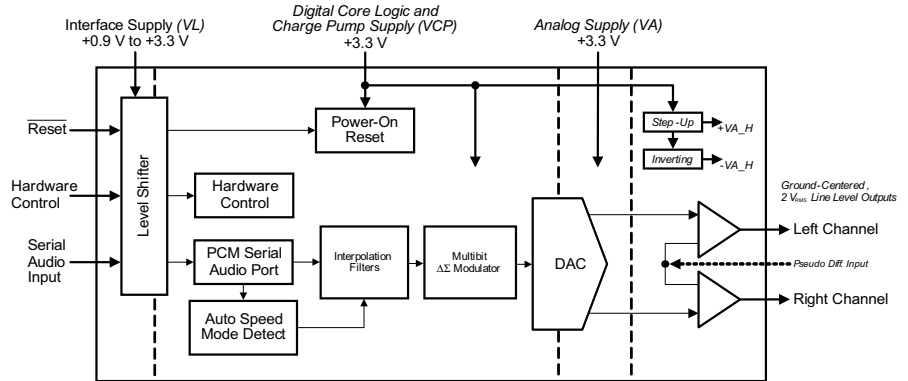 Interface Supply (VL)
+0.9 V to +3.3 V
Digital Core Logic and
Charge Pump Supply (VCP)
+3.3 V
Analog Supply (VA)
+3.3 V
Reset
Hardware
Control
Serial
Audio
Input
Level Shifter
Power-On
Reset
Hardware
Control
PCM Serial
Audio Port
Auto Speed
Mode Detect
Interpolation
Filters
Multibit
ΔΣ Modulator
DAC
Step-Up
+VA_H
Inverting
-VA_H
Ground-Centered,
2 VRMS Line Level Outputs
Left Channel
Pseudo Diff. Input
Right Channel